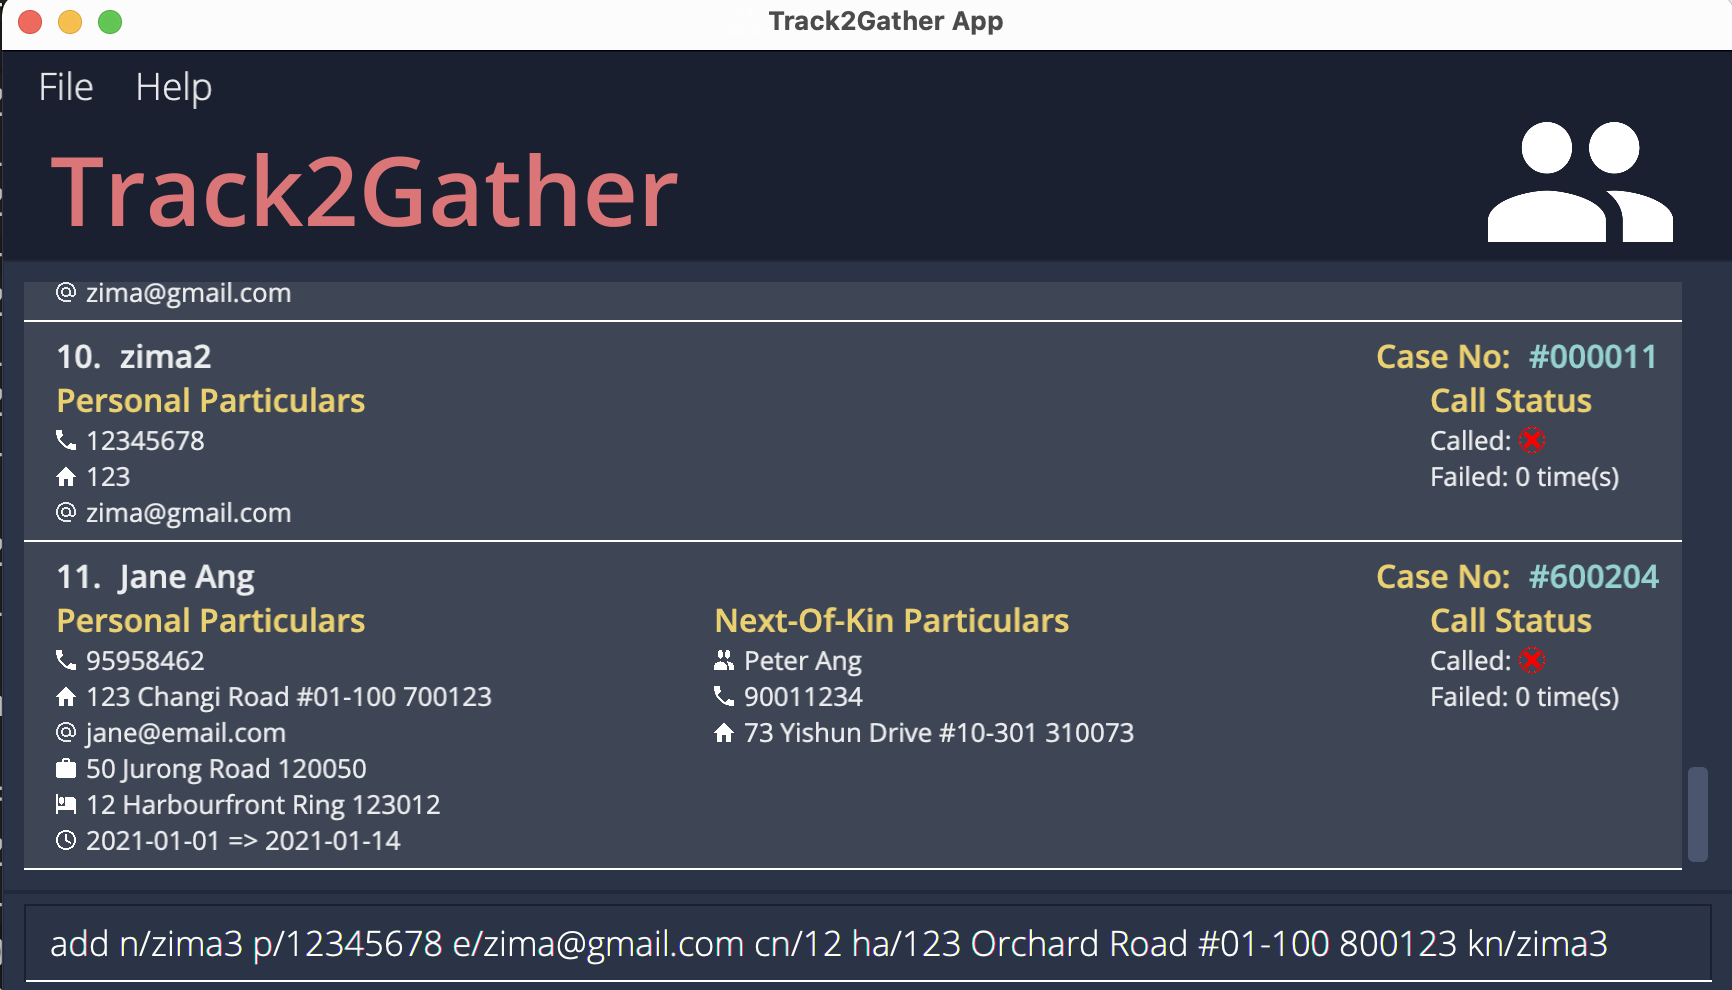 Track2Gather App
File Help
Track2Gather
@ zima@gmail.com
10. zima2 Case No: #000011
Personal Particulars Call Status
12345678 Called:
123 Failed: 0 time(s)
@ zima@gmail.com
11. Jane Ang Case No: #600204
Personal Particulars Next-Of-Kin Particulars Call Status
95958462 Peter Ang Called:
123 Changi Road #01-100 700123 90011234 Failed: 0 time(s)
@ jane@email.com 73 Yishun Drive #10-301 310073
50 Jurong Road 120050
12 Harbourfront Ring 123012
2021-01-01 => 2021-01-14
add n/zima3 p/12345678 e/zima@gmail.com cn/12 ha/123 Orchard Road #01-100 800123 kn/zima3